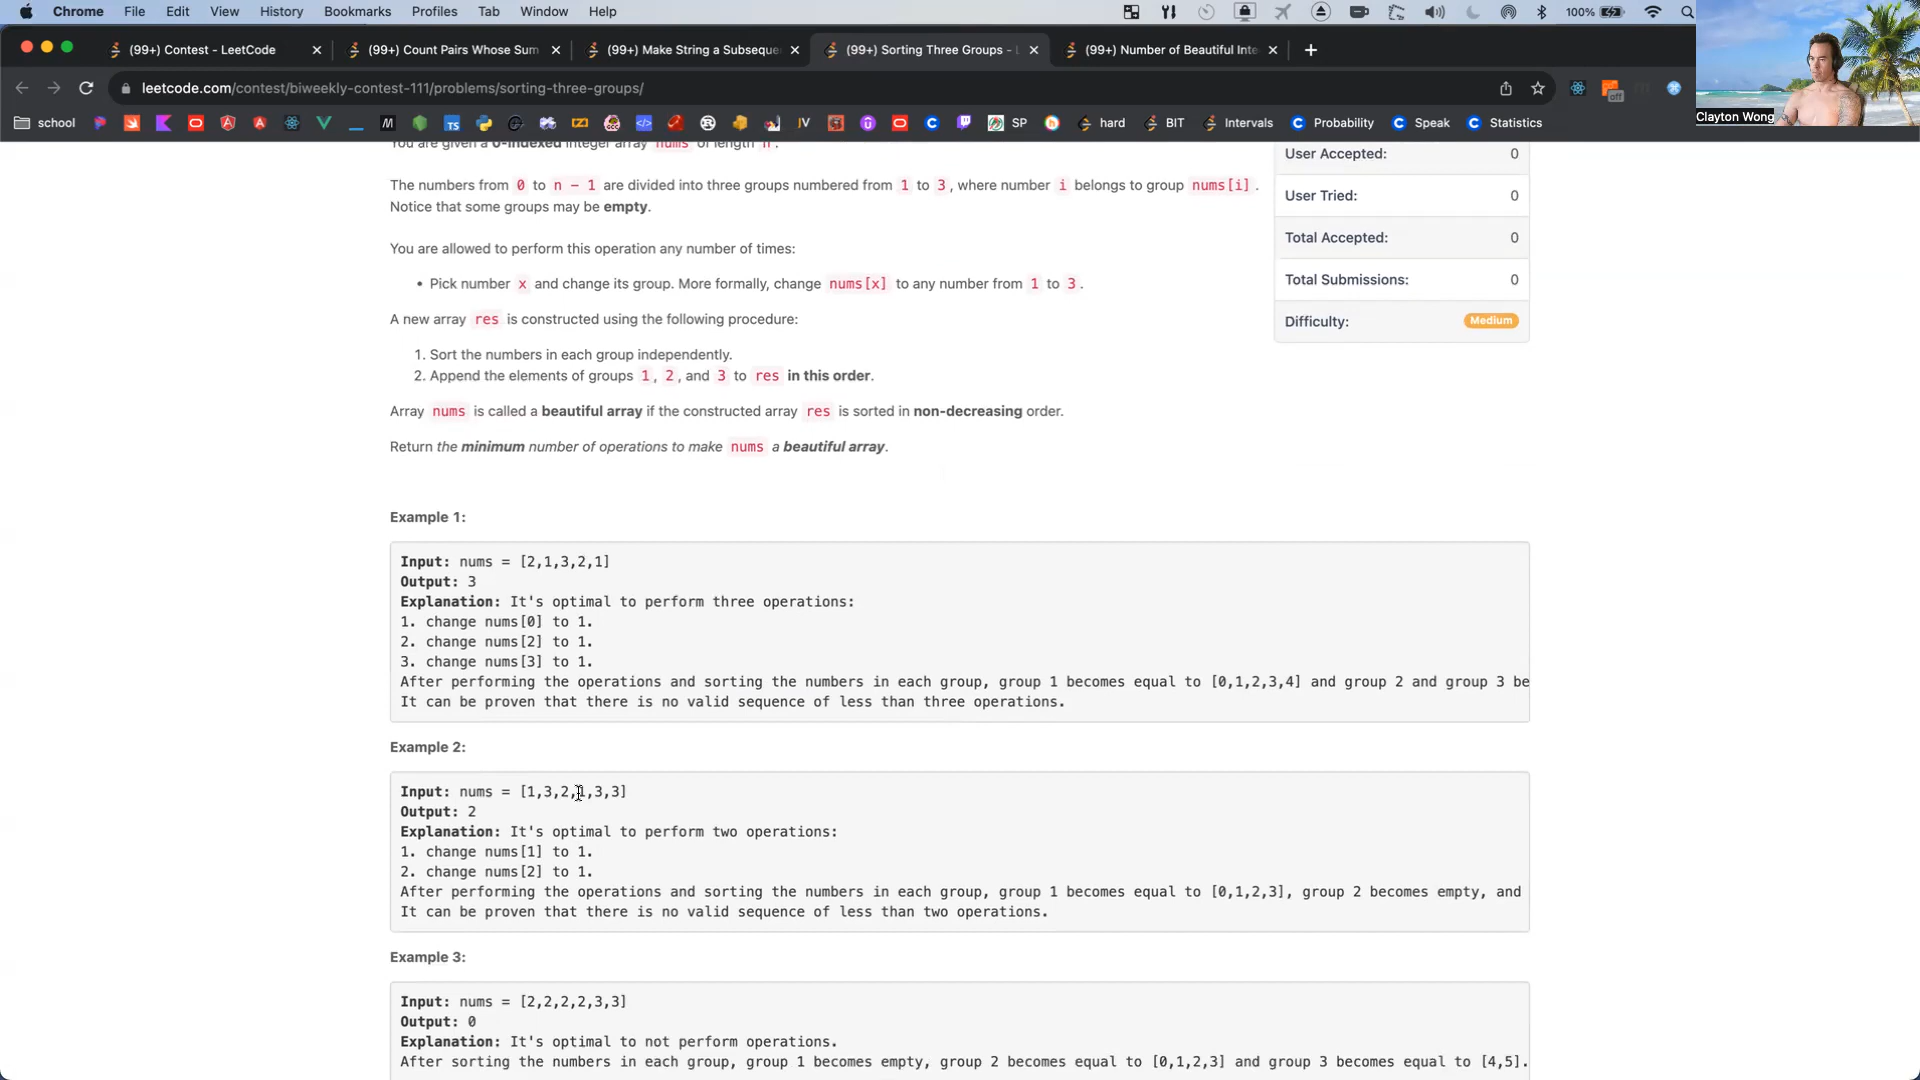 Chrome File Edit View History Bookmarks Profiles Tab Window Help 100%
(99+) Contest - LeetCode (99+) Count Pairs Whose Sum (99+) Make String a Subseque (99+) Sorting Three Groups - L (99+) Number of Beautiful Inte
leetcode.com/contest/biweekly-contest-111/problems/sorting-three-groups/ off
school TS JV SP hard BIT Intervals Probability Speak Statistics
Clayton Wong
You are given a 0-indexed integer array nums of length n.
The numbers from 0 to n - 1 are divided into three groups numbered from 1 to 3, where number i belongs to group nums[i].
Notice that some groups may be empty.
You are allowed to perform this operation any number of times:
• Pick number x and change its group. More formally, change nums[x] to any number from 1 to 3.
A new array res is constructed using the following procedure:
1. Sort the numbers in each group independently.
2. Append the elements of groups 1, 2, and 3 to res in this order.
Array nums is called a beautiful array if the constructed array res is sorted in non-decreasing order.
Return the minimum number of operations to make nums a beautiful array.
User Accepted: 0
User Tried: 0
Total Accepted: 0
Total Submissions: 0
Difficulty: Medium
Example 1:
Input: nums = [2,1,3,2,1]
Output: 3
Explanation: It's optimal to perform three operations:
1. change nums[0] to 1.
2. change nums[2] to 1.
3. change nums[3] to 1.
After performing the operations and sorting the numbers in each group, group 1 becomes equal to [0,1,2,3,4] and group 2 and group 3 be
It can be proven that there is no valid sequence of less than three operations.
Example 2:
Input: nums = [1,3,2,1,3,3]
Output: 2
Explanation: It's optimal to perform two operations:
1. change nums[1] to 1.
2. change nums[2] to 1.
After performing the operations and sorting the numbers in each group, group 1 becomes equal to [0,1,2,3], group 2 becomes empty, and
It can be proven that there is no valid sequence of less than two operations.
Example 3:
Input: nums = [2,2,2,2,3,3]
Output: 0
Explanation: It's optimal to not perform operations.
After sorting the numbers in each group, group 1 becomes empty, group 2 becomes equal to [0,1,2,3] and group 3 becomes equal to [4,5].